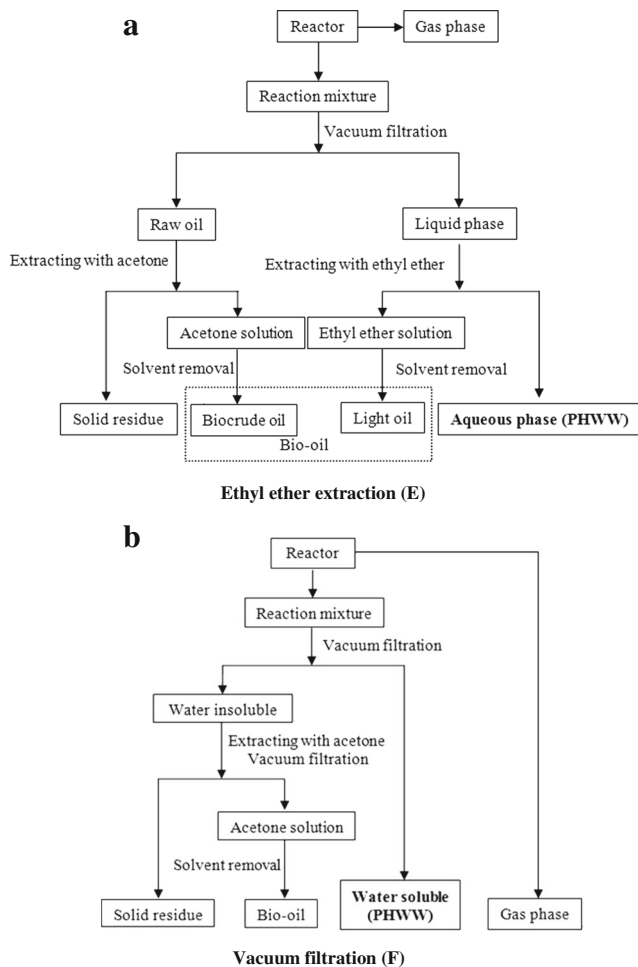 a
Reactor
Gas phase
Reaction mixture
Vacuum filtration
Raw oil
Liquid phase
Extracting with acetone
Extracting with ethyl ether
Acetone solution
Ethyl ether solution
Solvent removal
Solvent removal
Solid residue
Biocrude oil
Light oil
Aqueous phase (PHWW)
Bio-oil
Ethyl ether extraction (E)
b
Reactor
Reaction mixture
Vacuum filtration
Water insoluble
Extracting with acetone
Vacuum filtration
Acetone solution
Solvent removal
Solid residue
Bio-oil
Water soluble
(PHWW)
Gas phase
Vacuum filtration (F)